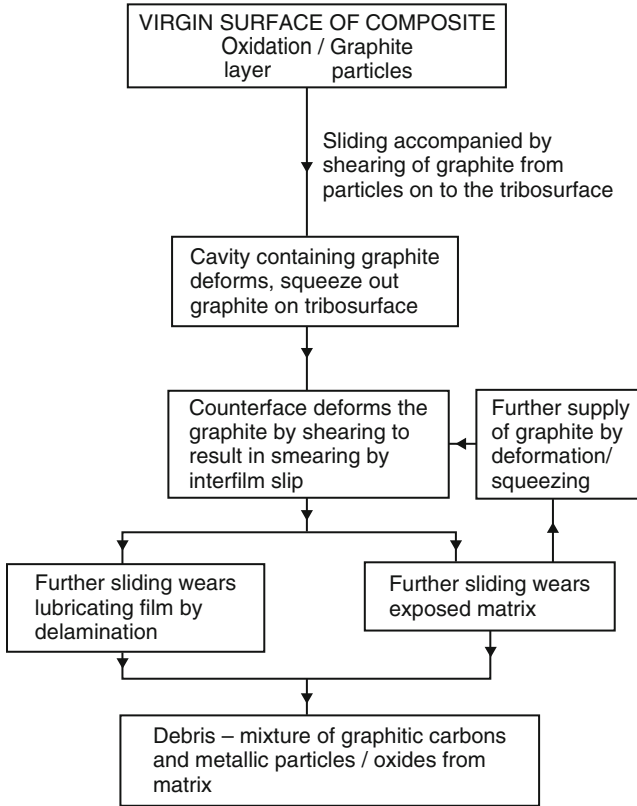 VIRGIN SURFACE OF COMPOSITE
Oxidation / Graphite
layer particles
Sliding accompanied by
shearing of graphite from
particles on to the tribosurface
Cavity containing graphite
deforms, squeeze out
graphite on tribosurface
Counterface deforms the
graphite by shearing to
result in smearing by
interfilm slip
Further supply
of graphite by
deformation/
squeezing
Further sliding wears
lubricating film by
delamination
Further sliding wears
exposed matrix
Debris – mixture of graphitic carbons
and metallic particles / oxides from
matrix